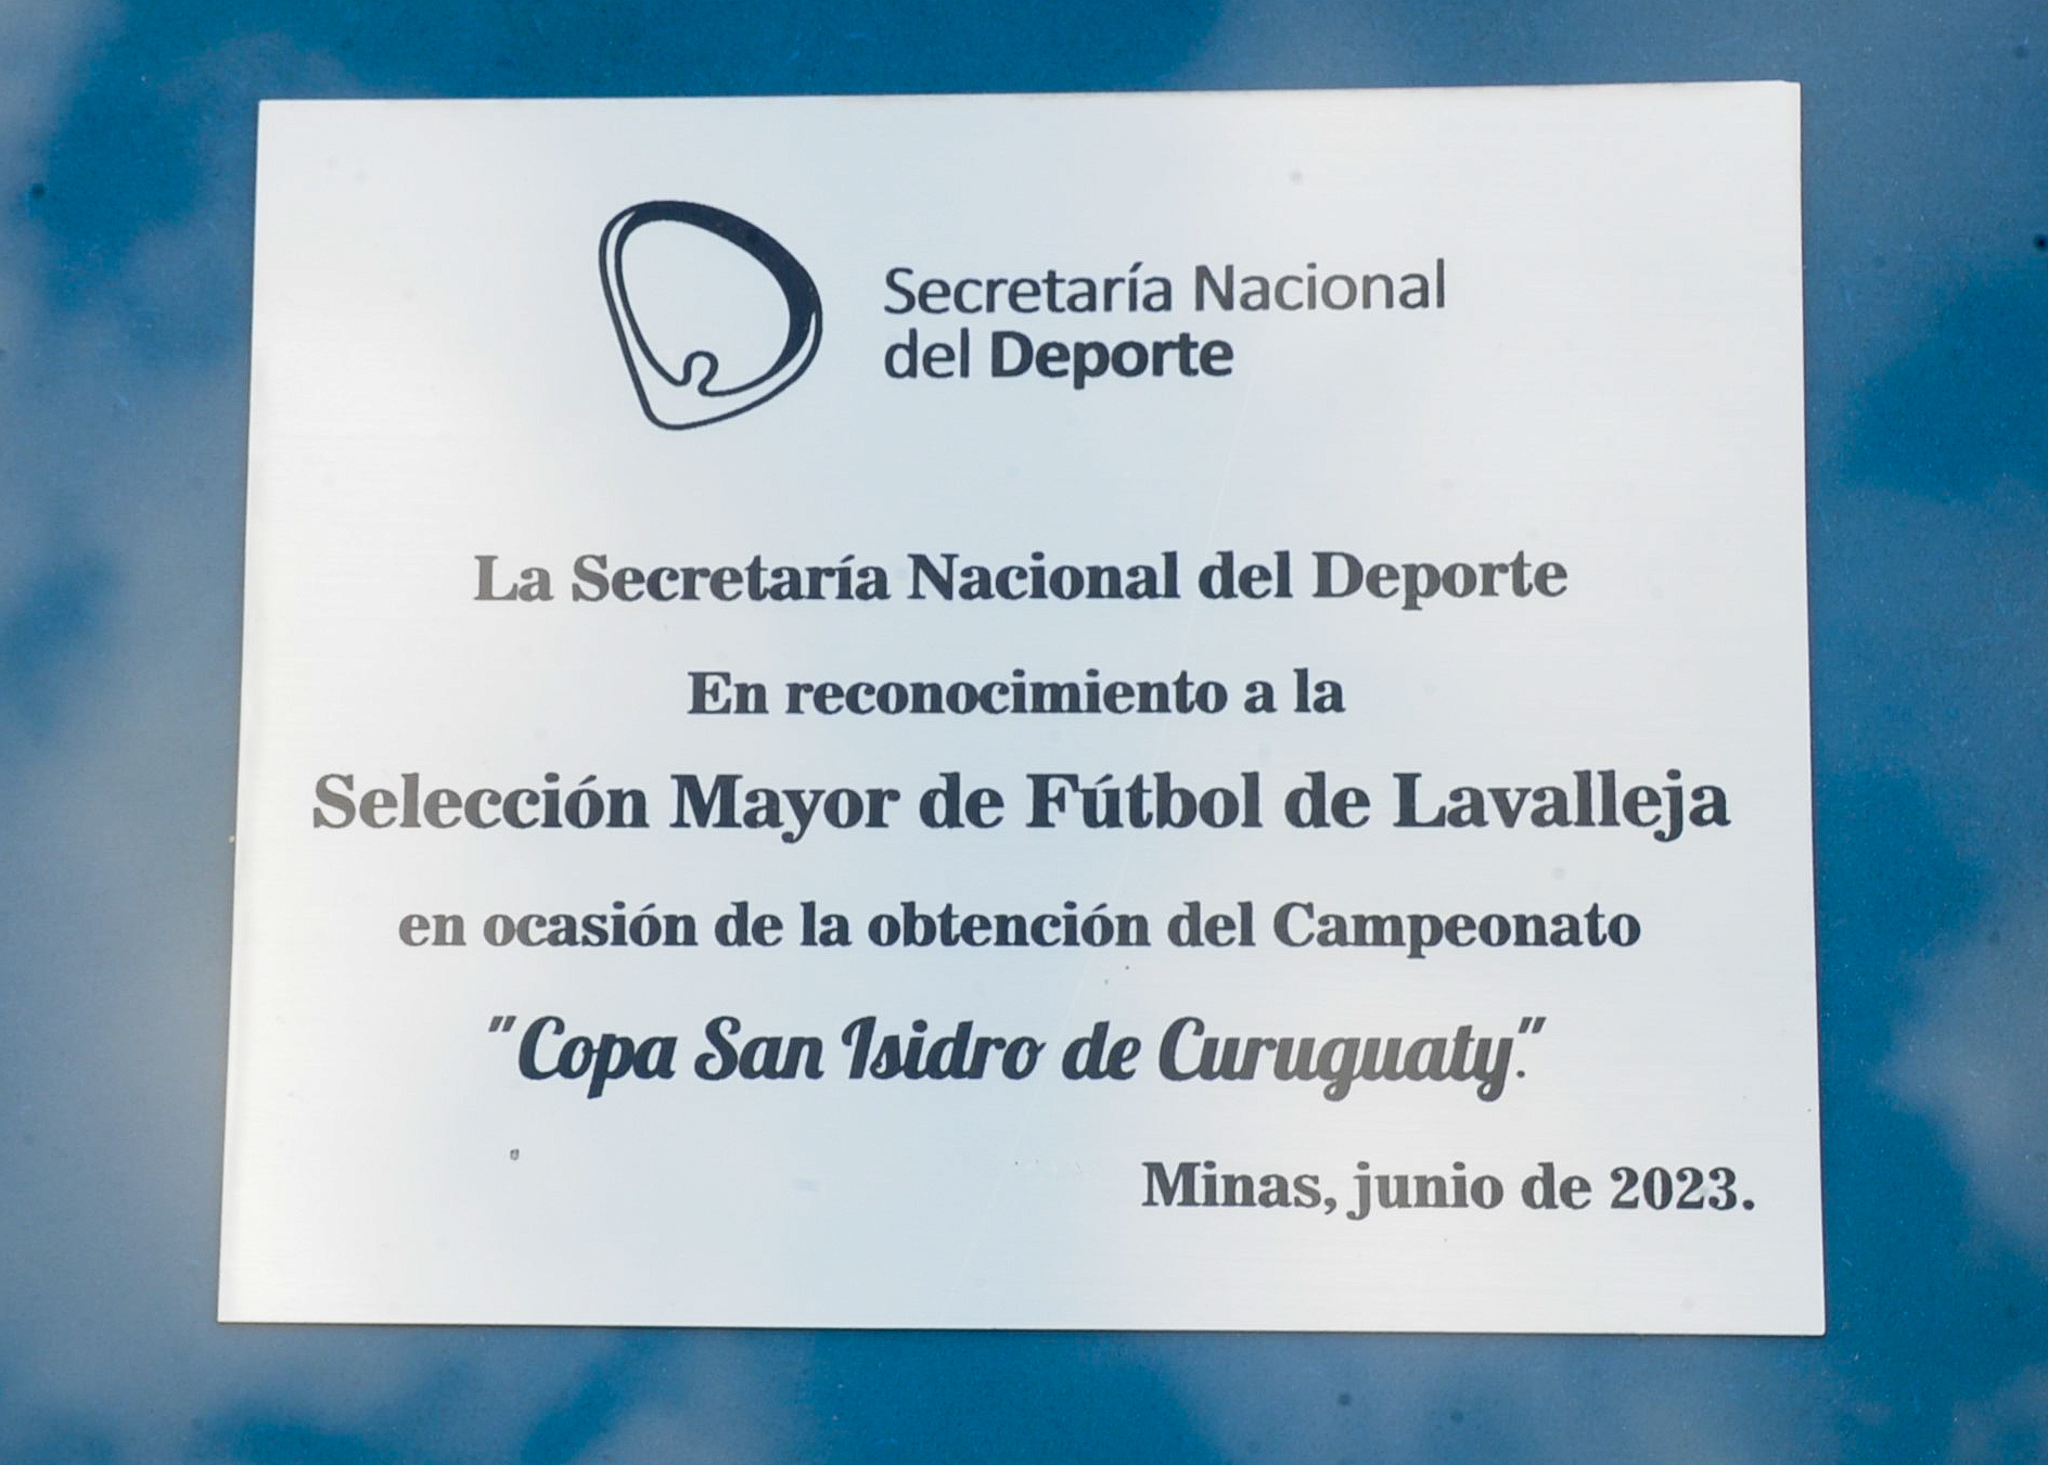 Secretaría Nacional
del Deporte
La Secretaría Nacional del Deporte
En reconocimiento a la
Selección Mayor de Fútbol de Lavalleja
en ocasión de la obtención del Campeonato
"Copa San Isidro de Curuguaty."
Minas, junio de 2023.